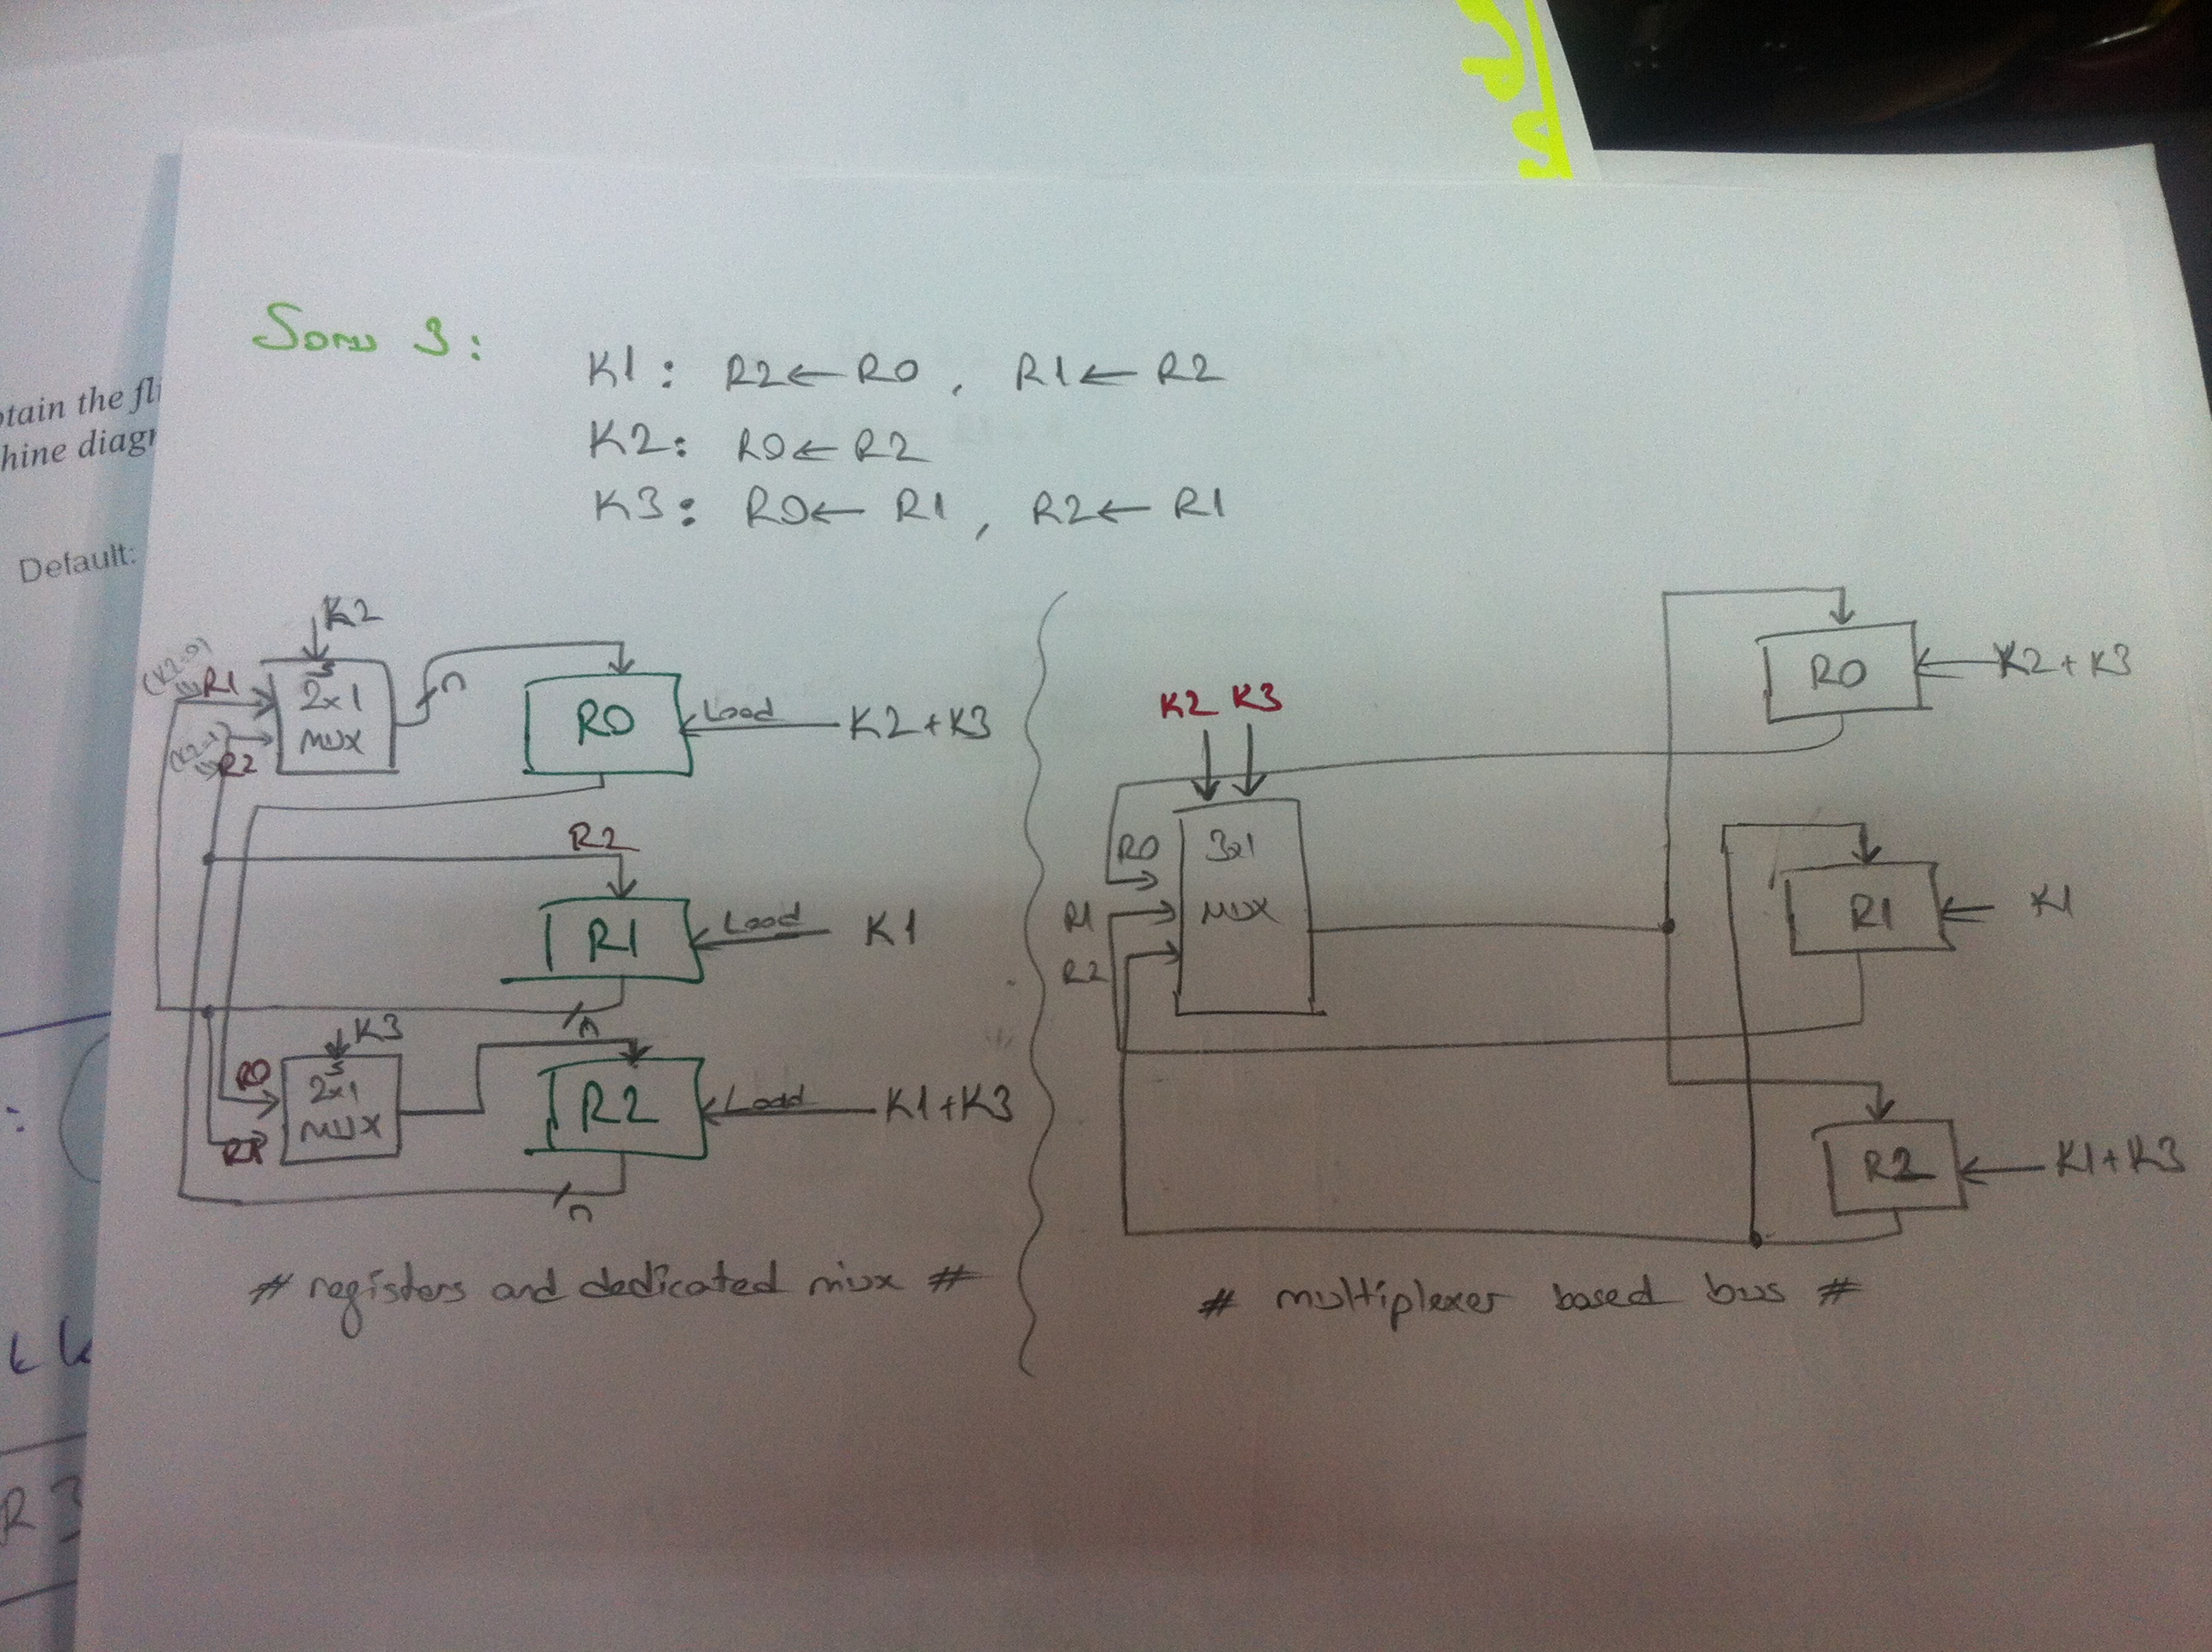 Soru 3:
K1: R2 ← R0, R1 ← R2
K2: R0 ← R2
K3: R0 ← R1, R2 ← R1
K2
(K2=0)
R1
S
2x1
MUX
R2
(K2=1)
n
R0
Load
K2+K3
R2
R1
Load
K1
n
K3
S
2x1
MUX
R0
R1
R2
Load
K1+K3
n
# registers and dedicated mux #
K2 K3
R0
R1
R2
3x1
MUX
R0
K2+K3
R1
K1
R2
K1+K3
# multiplexer based bus #
Default:
hine diag
tain the fl